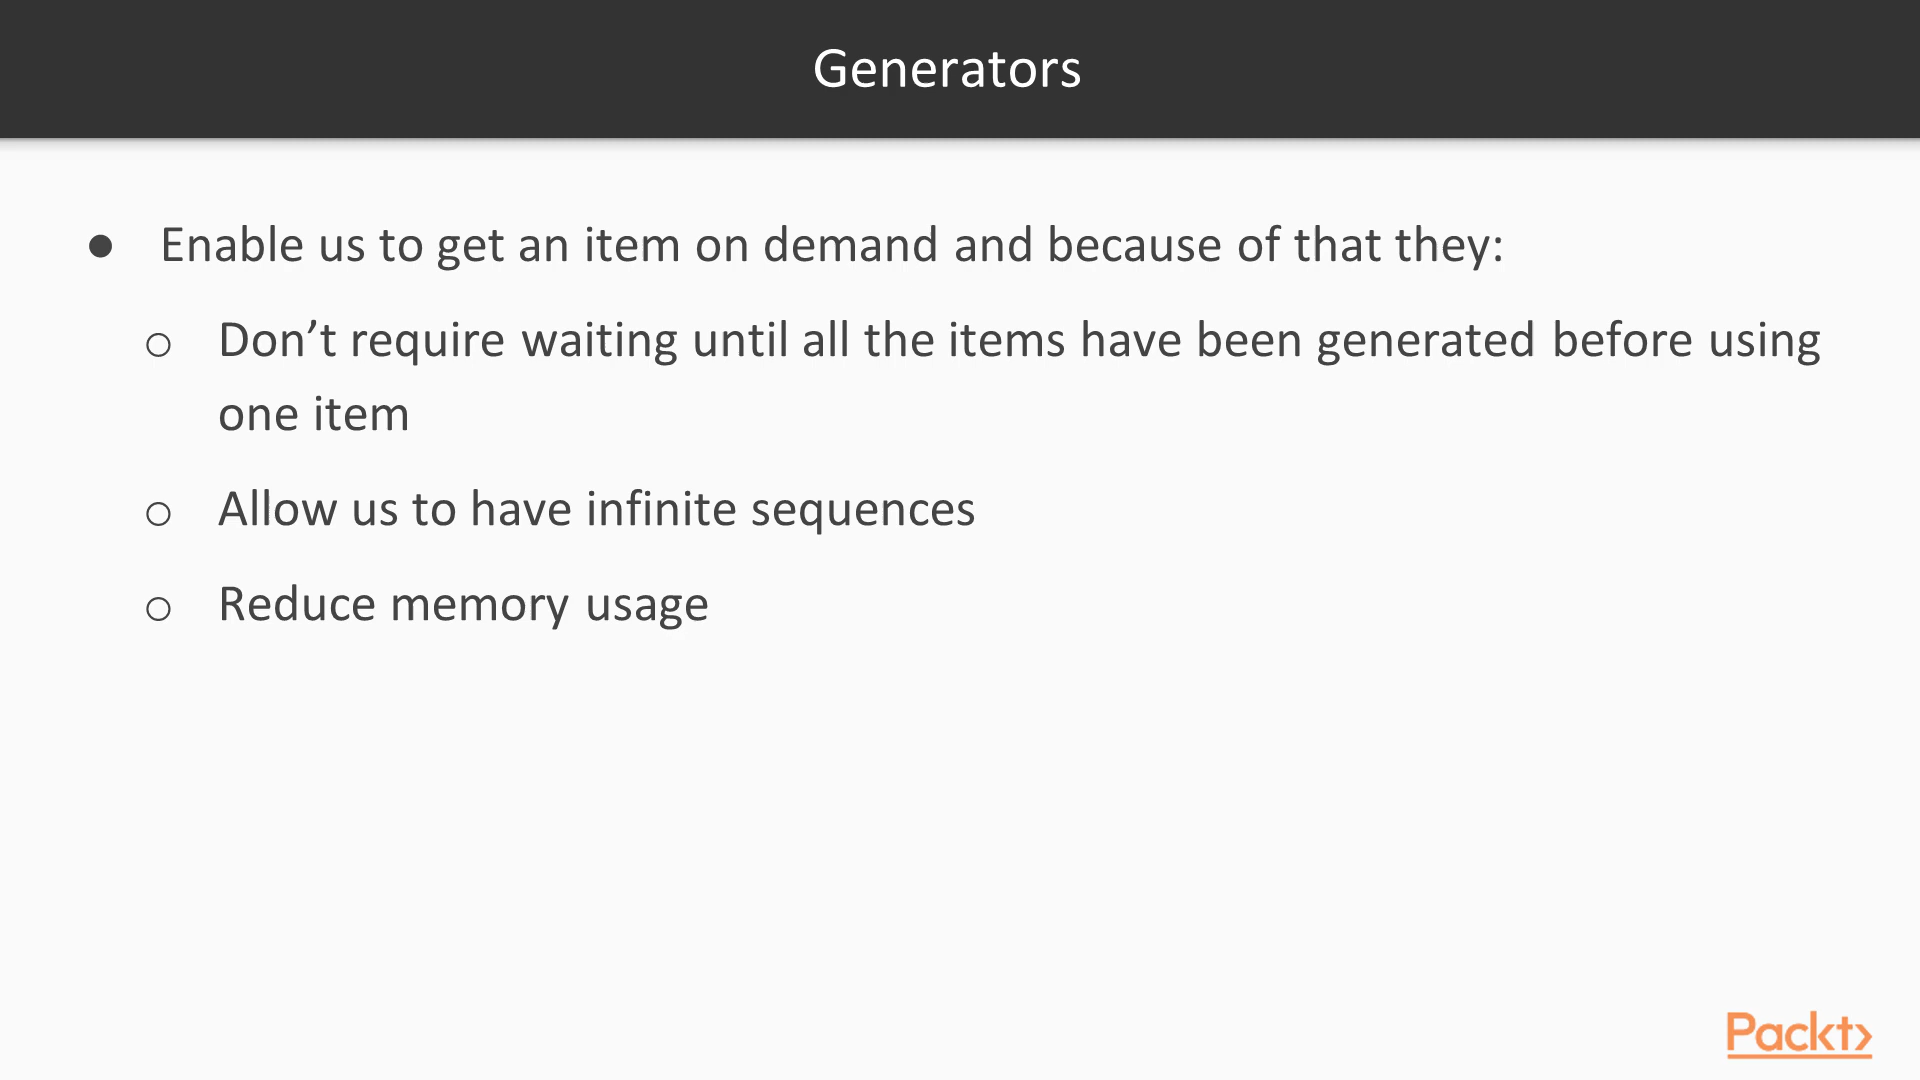 Generators
● Enable us to get an item on demand and because of that they:
○ Don’t require waiting until all the items have been generated before using
one item
○ Allow us to have infinite sequences
○ Reduce memory usage
Packt>